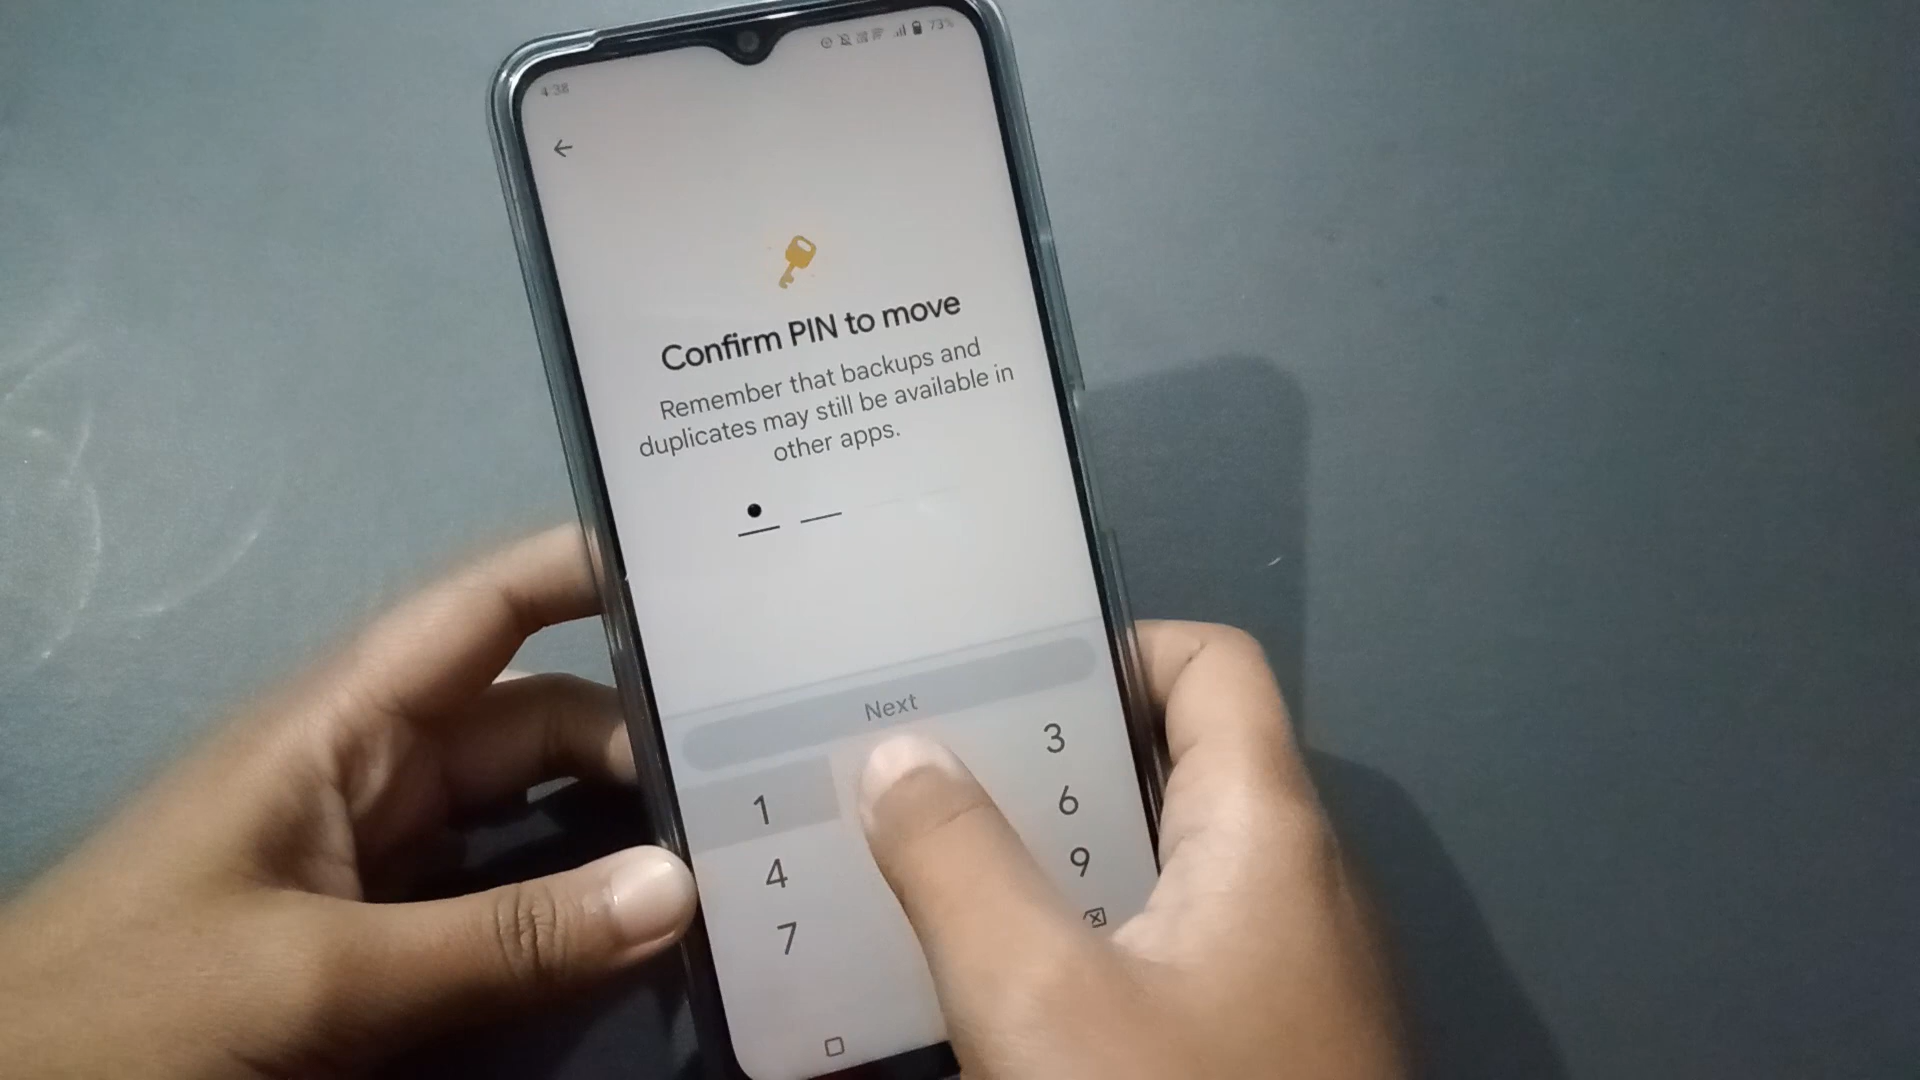 4:38
73%
Confirm PIN to move
Remember that backups and
duplicates may still be available in
other apps.
Next
1
3
4
6
7
9